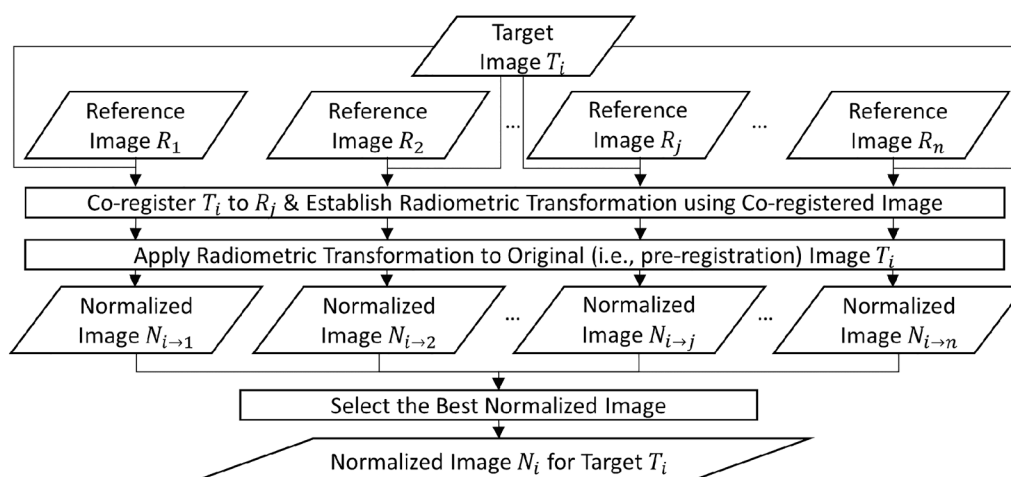 Target
Image T_i
Reference
Image R_1
Reference
Image R_2
...
Reference
Image R_j
...
Reference
Image R_n
Co-register T_i to R_j & Establish Radiometric Transformation using Co-registered Image
Apply Radiometric Transformation to Original (i.e., pre-registration) Image T_i
Normalized
Image N_{i→1}
Normalized
Image N_{i→2}
...
Normalized
Image N_{i→j}
...
Normalized
Image N_{i→n}
Select the Best Normalized Image
Normalized Image N_i for Target T_i